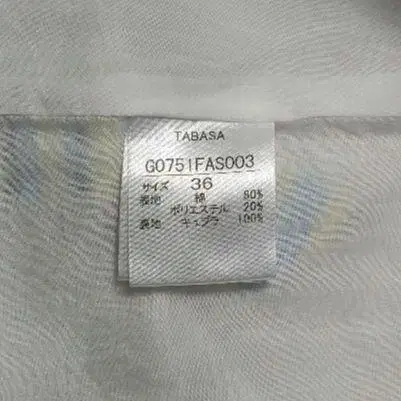 TABASA
G0751FAS003
サイズ 36
表地 綿 80%
ポリエステル 20%
裏地 キュプラ 100%